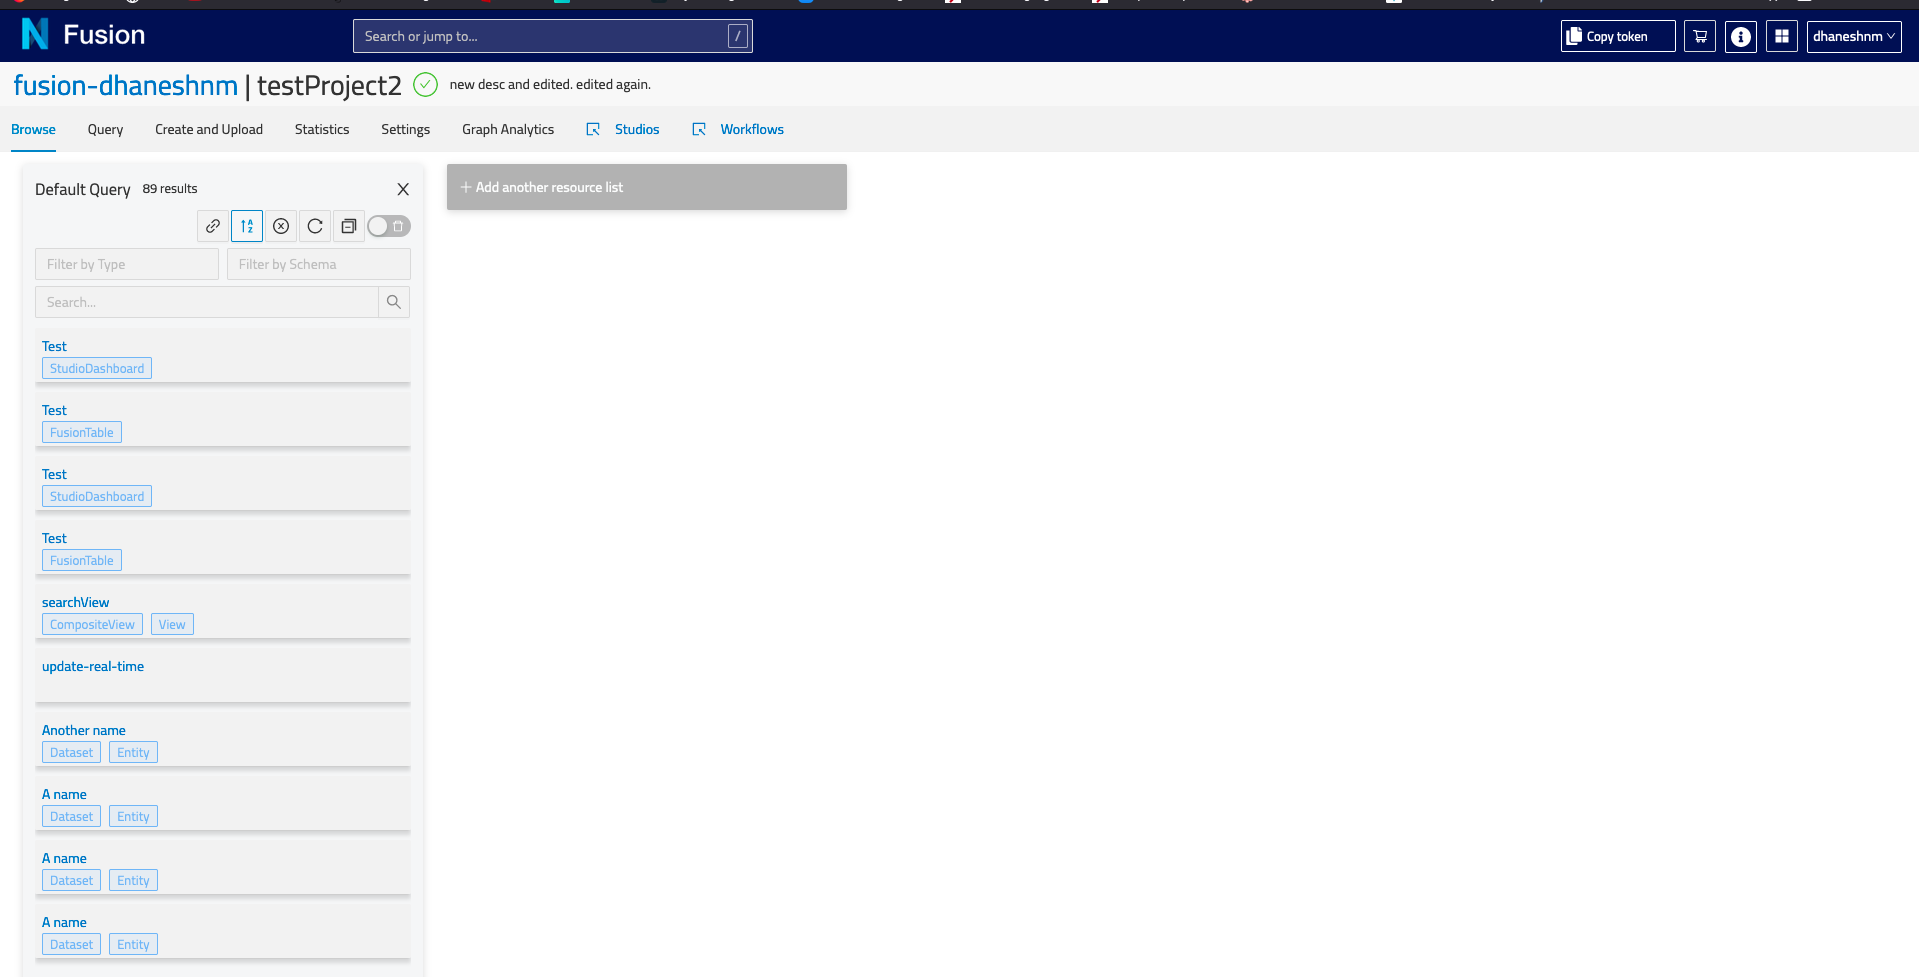 Fusion
Search or jump to...
/
Copy token
dhaneshnm
fusion-dhaneshnm | testProject2
new desc and edited. edited again.
Browse
Query
Create and Upload
Statistics
Settings
Graph Analytics
Studios
Workflows
Default Query
89 results
Add another resource list
Filter by Type
Filter by Schema
Search...
Test
StudioDashboard
Test
FusionTable
Test
StudioDashboard
Test
FusionTable
searchView
CompositeView View
update-real-time
Another name
Dataset Entity
A name
Dataset Entity
A name
Dataset Entity
A name
Dataset Entity